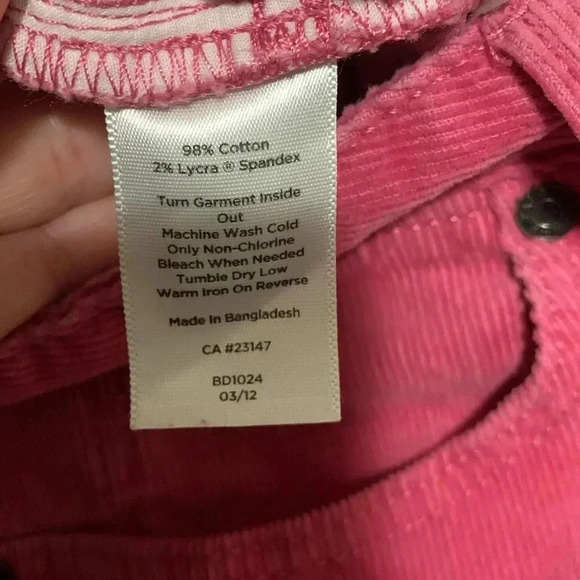 98% Cotton
2% Lycra ® Spandex
Turn Garment Inside
Out
Machine Wash Cold
Only Non-Chlorine
Bleach When Needed
Tumble Dry Low
Warm Iron On Reverse
Made In Bangladesh
CA #23147
BD1024
03/12